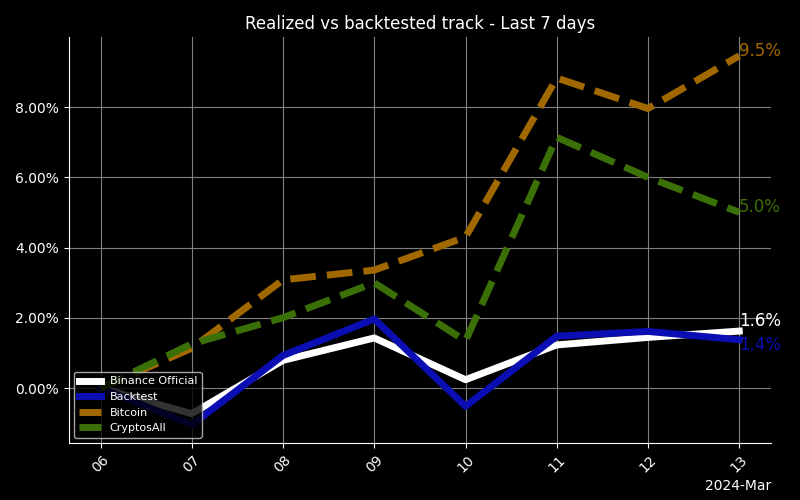 Realized vs backtested track - Last 7 days
9.5%
8.00%
6.00%
5.0%
4.00%
2.00%
1.6%
1.4%
0.00%
Binance Official
Backtest
Bitcoin
CryptosAll
06 07 08 09 10 11 12 13
2024-Mar